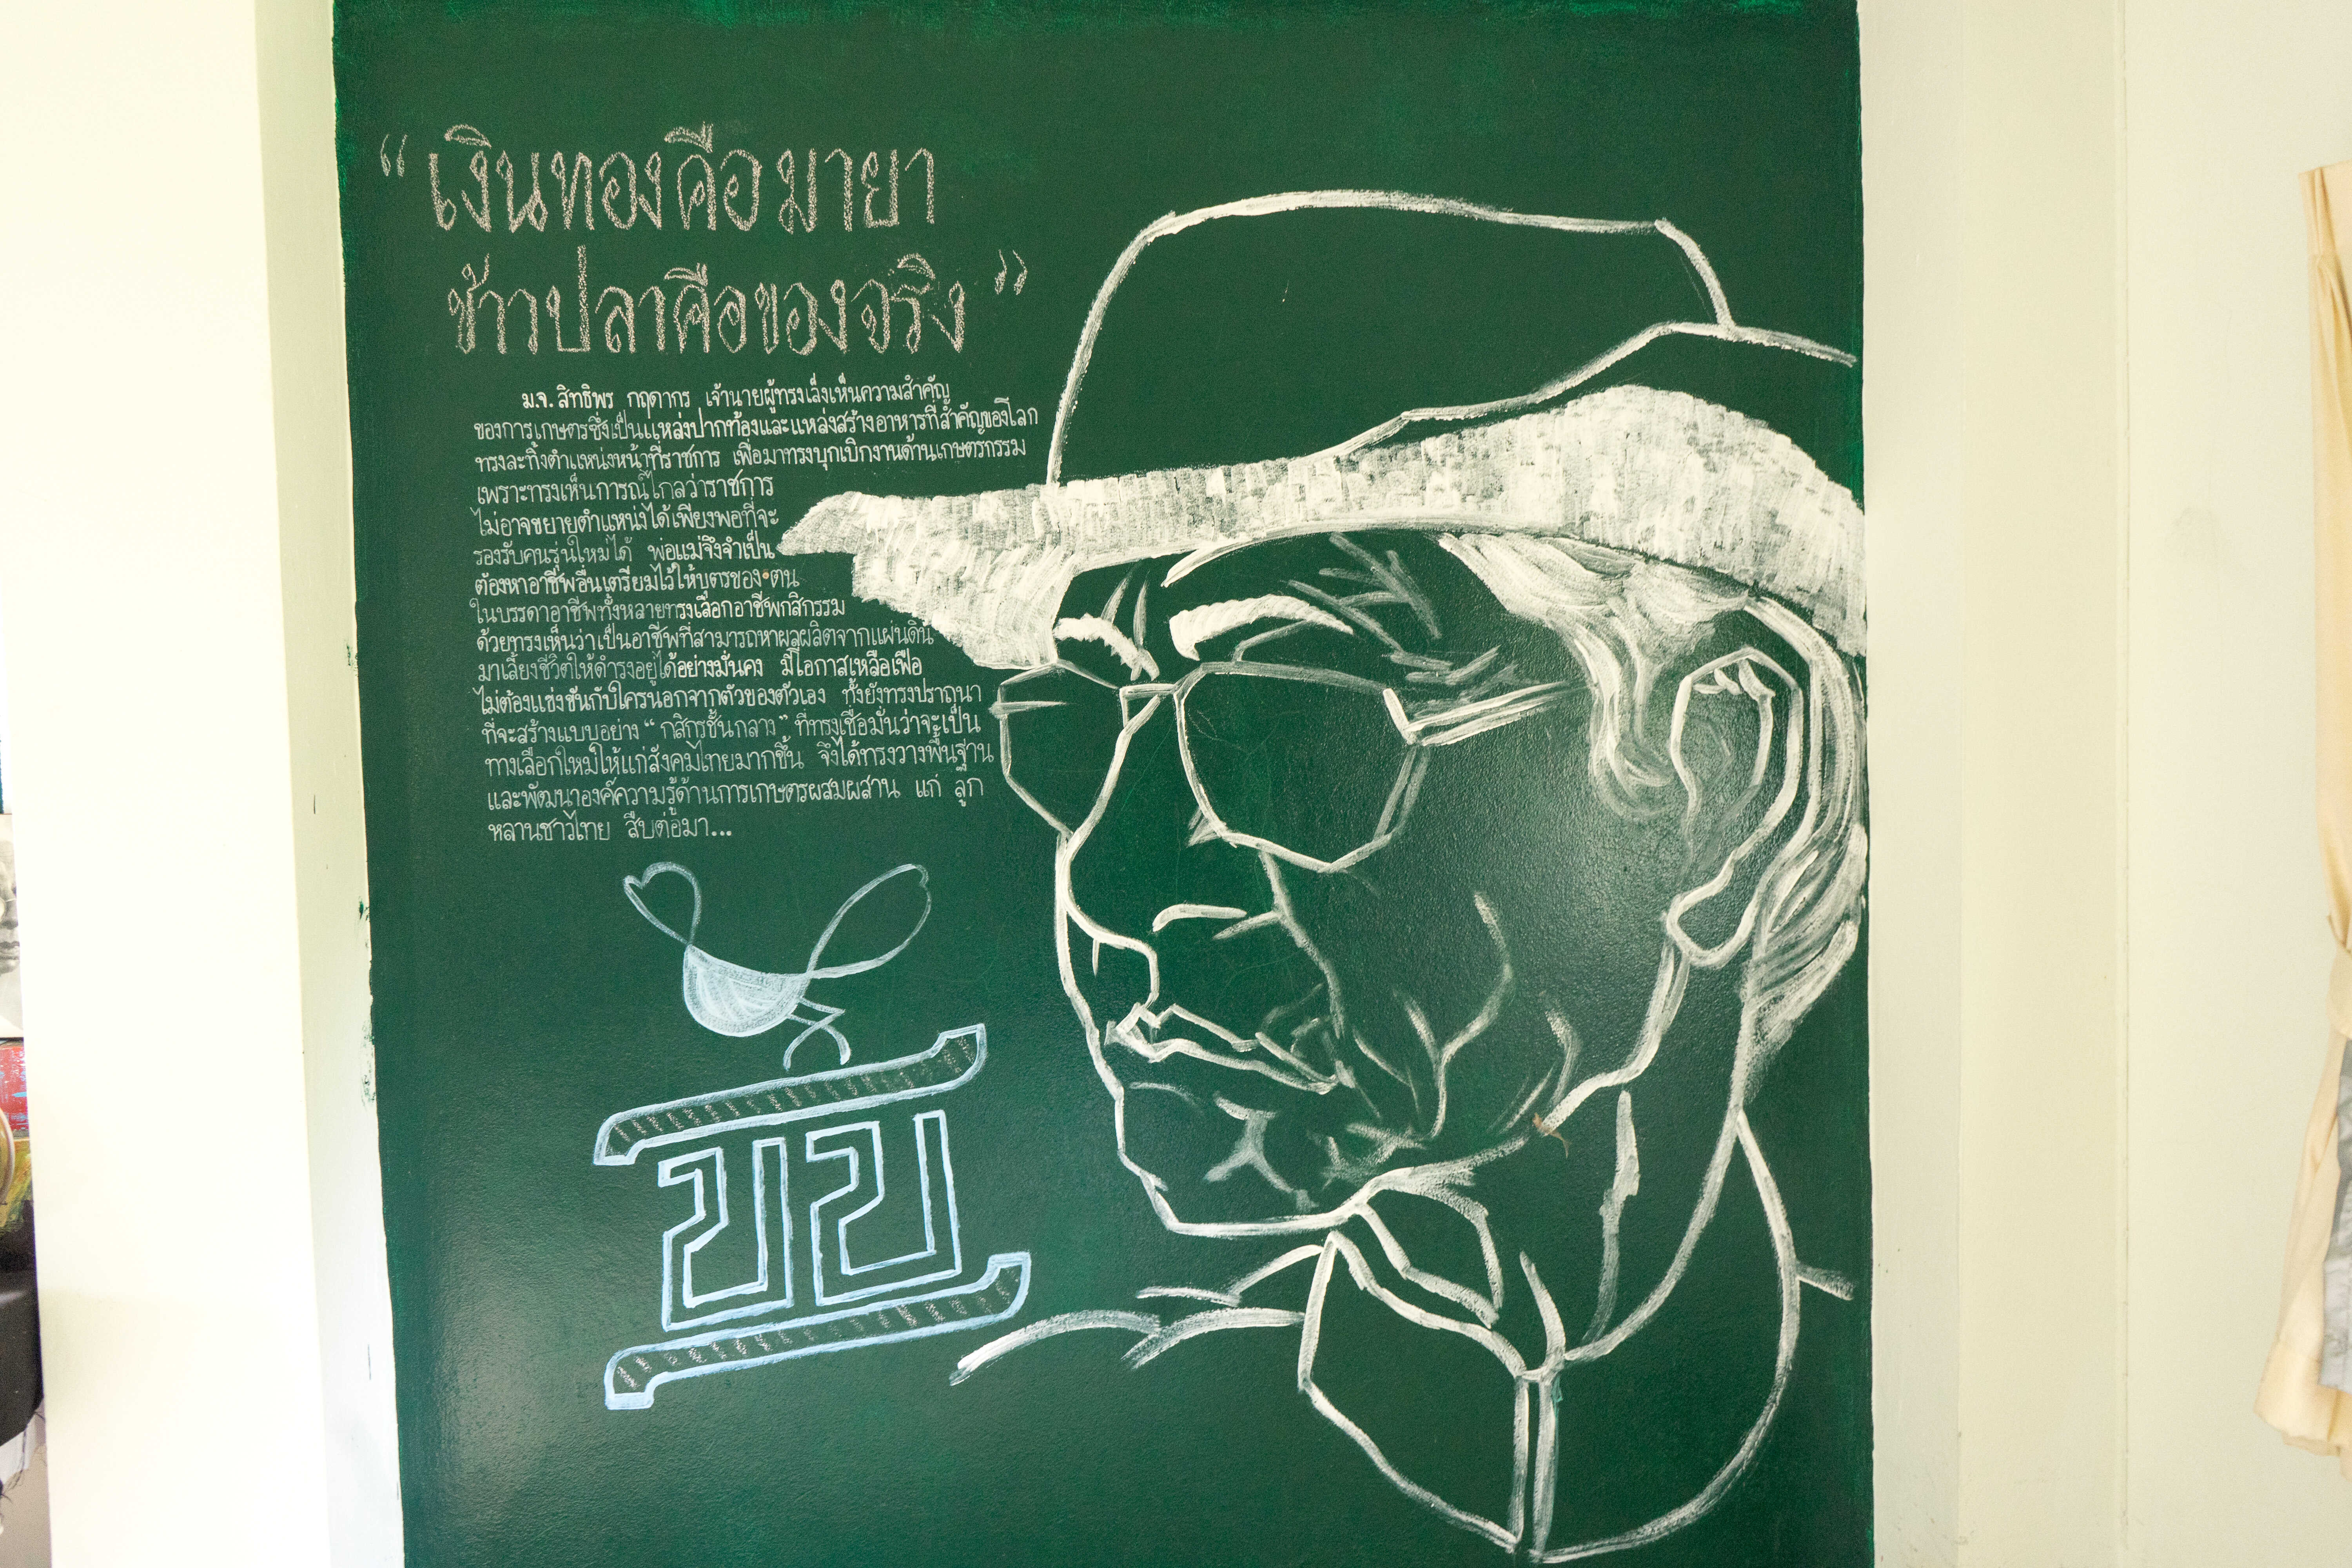 “เงินทองคือมายา
ข้าวปลาคือของจริง”
ม.จ. สิทธิพร กฤดากร เจ้านายผู้ทรงเล็งเห็นความสำคัญ
ของการเกษตรซึ่งเป็นแหล่งปากท้องและแหล่งสร้างอาหารที่สำคัญของโลก
ทรงละทิ้งตำแหน่งหน้าที่ราชการ เพื่อมาทรงบุกเบิกงานด้านเกษตรกรรม
เพราะทรงเห็นการณ์ไกลว่าราชการ
ไม่อาจขยายตำแหน่งได้เพียงพอที่จะ
รองรับคนรุ่นใหม่ได้ พ่อแม่จึงจำเป็น
ต้องหาอาชีพอื่นเตรียมไว้ให้บุตรของตน
ในบรรดาอาชีพทั้งหลายทรงเลือกอาชีพกสิกรรม
ด้วยทรงเห็นว่าเป็นอาชีพที่สามารถหาผลผลิตจากแผ่นดิน
มาเลี้ยงชีวิตให้ดำรงอยู่ได้อย่างมั่นคง มีโอกาสเหลือเฟือ
ไม่ต้องแข่งขันกับใครนอกจากตัวของตัวเอง ทั้งยังทรงปราถนา
ที่จะสร้างแบบอย่าง “กสิกรชั้นกลาง” ที่ทรงเชื่อมั่นว่าจะเป็น
ทางเลือกใหม่ให้แก่สังคมไทยมากขึ้น จึงได้ทรงวางพื้นฐาน
และพัฒนาองค์ความรู้ด้านการเกษตรผสมผสาน แก่ ลูก
หลานชาวไทย สืบต่อมา...